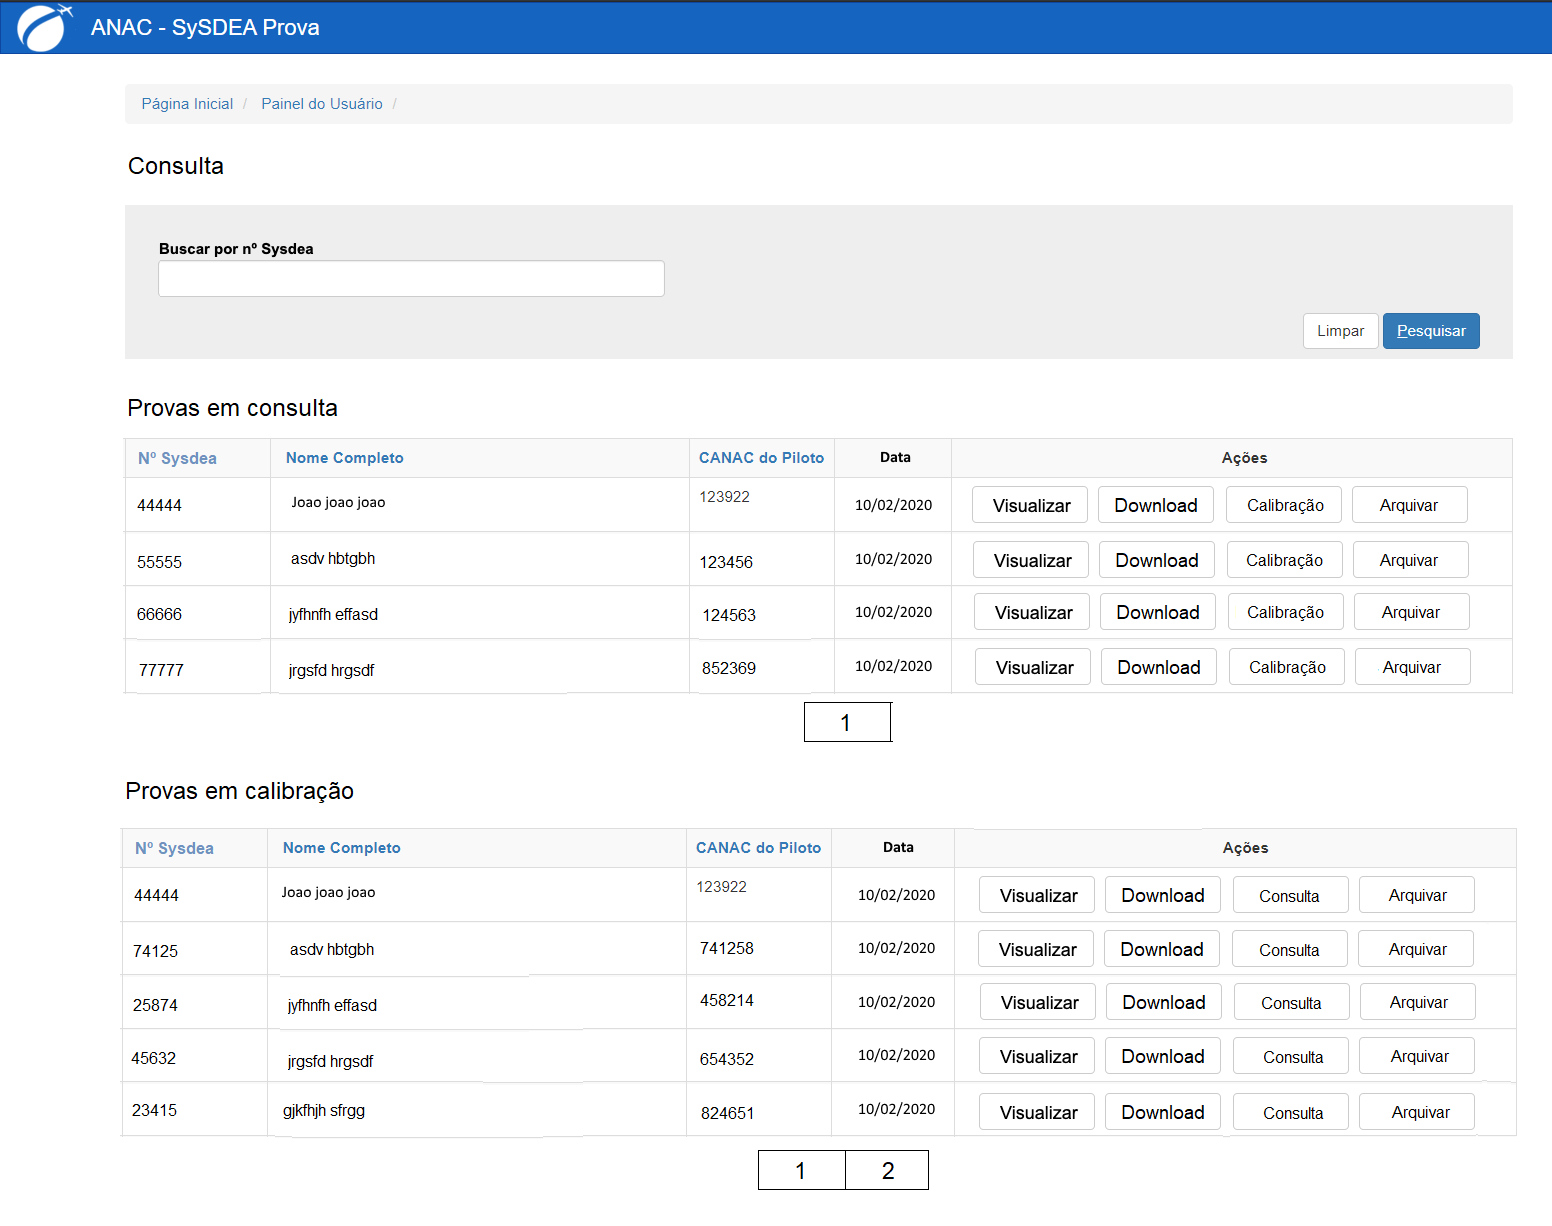 ANAC - SySDEA Prova
Página Inicial / Painel do Usuário /
Consulta
Buscar por nº Sysdea
Limpar Pesquisar
Provas em consulta
Nº Sysdea Nome Completo CANAC do Piloto Data Ações
44444 Joao joao joao 123922 10/02/2020 Visualizar Download Calibração Arquivar
55555 asdv hbtgbh 123456 10/02/2020 Visualizar Download Calibração Arquivar
66666 jyfhnfh effasd 124563 10/02/2020 Visualizar Download Calibração Arquivar
77777 jrgsfd hrgsdf 852369 10/02/2020 Visualizar Download Calibração Arquivar
1
Provas em calibração
Nº Sysdea Nome Completo CANAC do Piloto Data Ações
44444 Joao joao joao 123922 10/02/2020 Visualizar Download Consulta Arquivar
74125 asdv hbtgbh 741258 10/02/2020 Visualizar Download Consulta Arquivar
25874 jyfhnfh effasd 458214 10/02/2020 Visualizar Download Consulta Arquivar
45632 jrgsfd hrgsdf 654352 10/02/2020 Visualizar Download Consulta Arquivar
23415 gjkfhjh sfrgg 824651 10/02/2020 Visualizar Download Consulta Arquivar
1 2